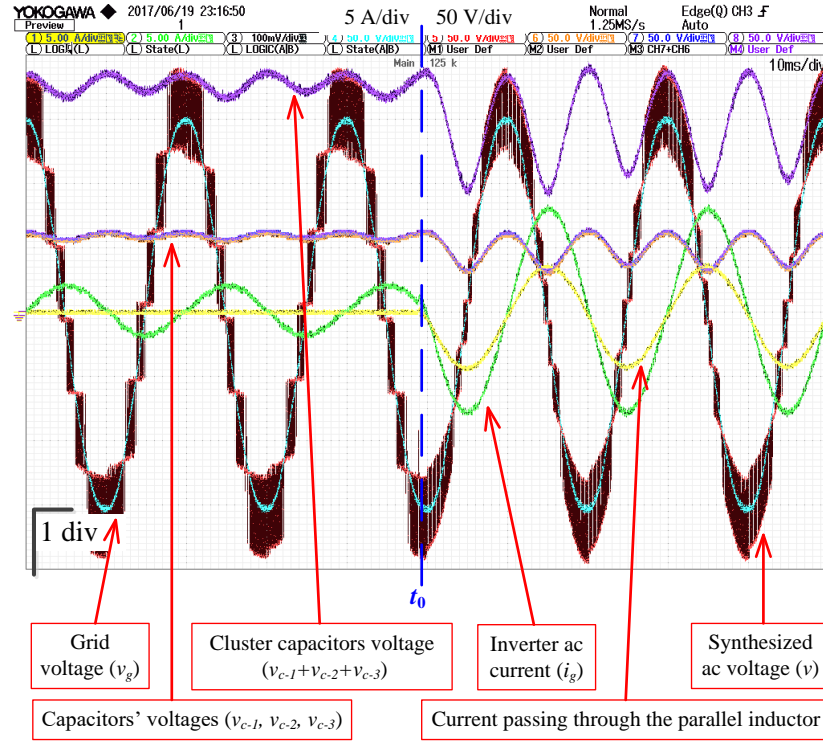 YOKOGAWA ◆ 2017/06/19 23:16:50
Normal Edge(Q) CH3
Preview 1 5 A/div 50 V/div 1.25MS/s Auto
1 5.00 A/div 2 5.00 A/div 3 100mV/div 4 50.0 V/div 5 50.0 V/div 6 50.0 V/div 7 50.0 V/div 8 50.0 V/div
L State(L) L LOGIC(A|B) L State(A|B) M1 User Def M2 User Def M3 CH7+CH6 M4 User Def
Main 125 k 10ms/div
1 div
t0
Grid
voltage (vg)
Cluster capacitors voltage
(vc-1+vc-2+vc-3)
Inverter ac
current (ig)
Synthesized
ac voltage (v)
Capacitors' voltages (vc-1, vc-2, vc-3)
Current passing through the parallel inductor